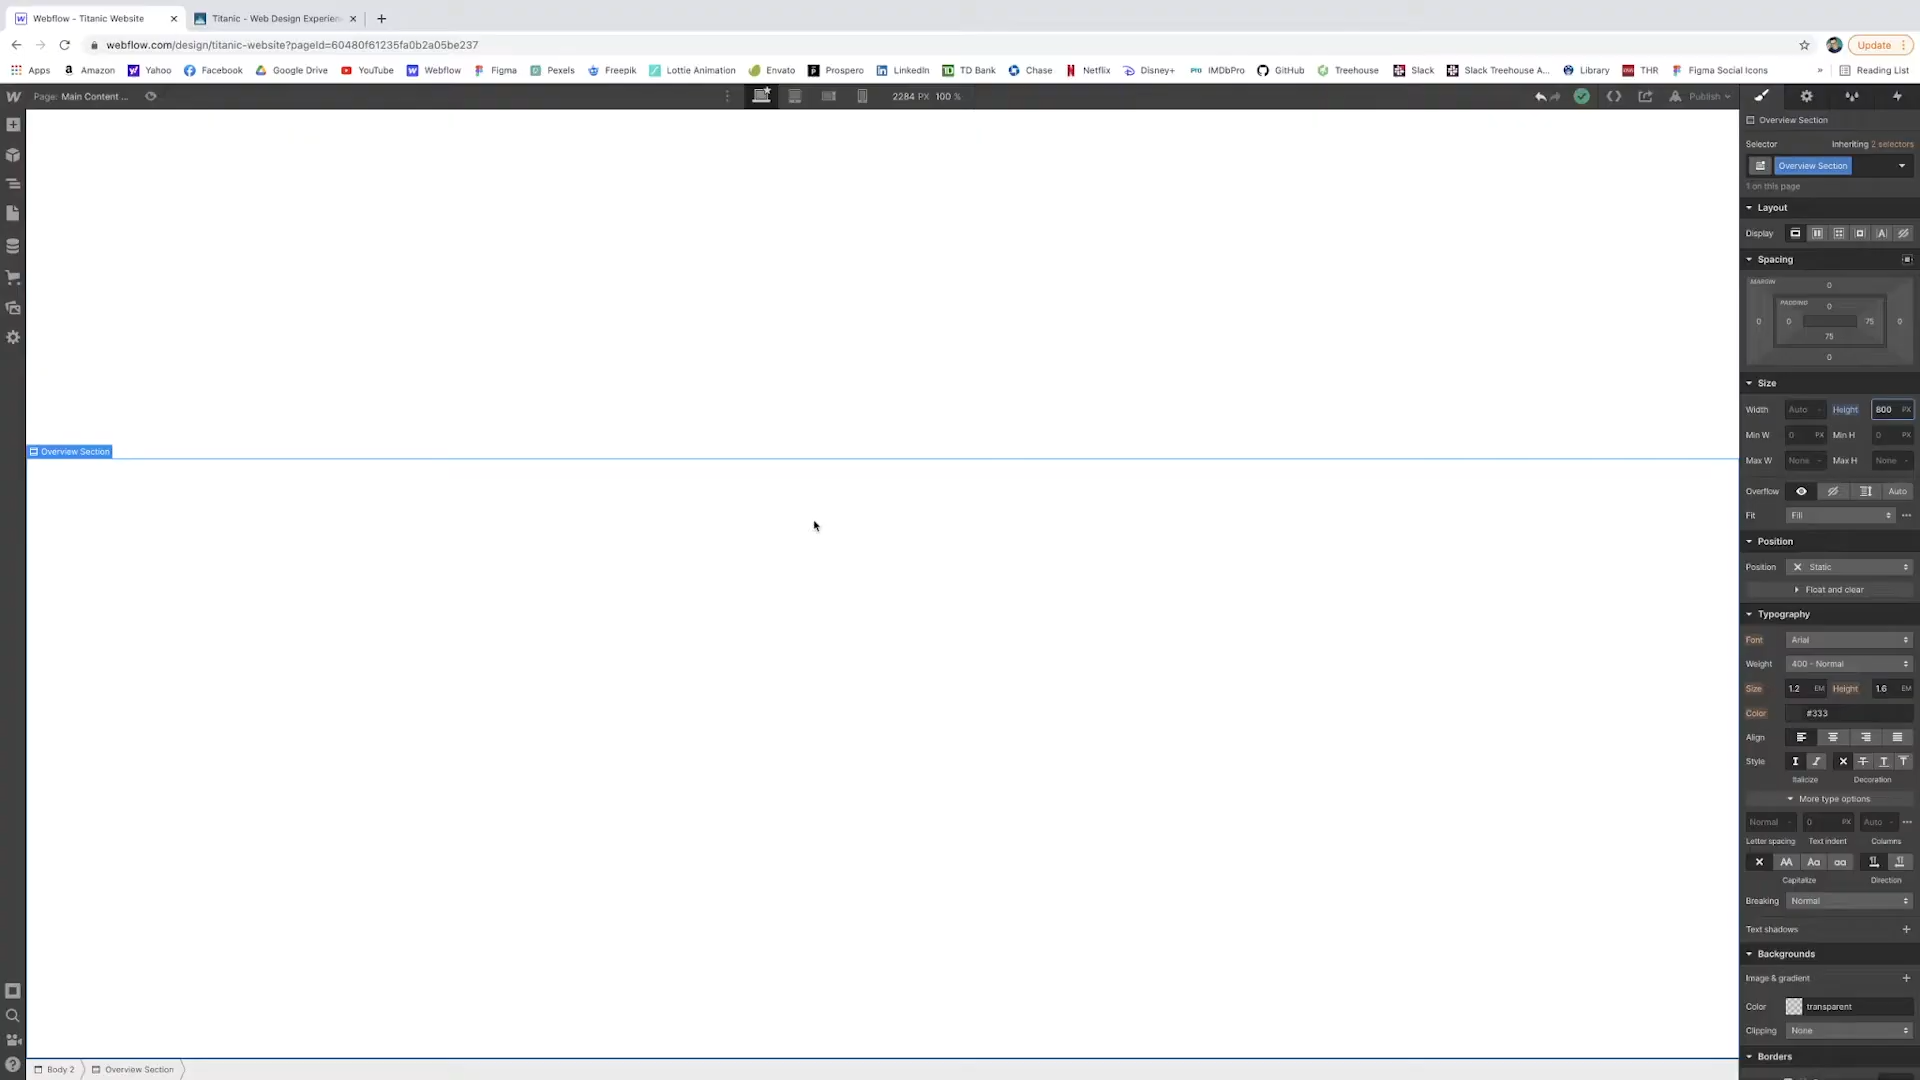 Webflow - Titanic Website
Titanic - Web Design Experien
webflow.com/design/titanic-website?pageId=60480f61235fa0b2a05be237
Update
Apps Amazon Yahoo Facebook Google Drive YouTube Webflow Figma Pexels Freepik Lottie Animation Envato Prospero LinkedIn TD Bank Chase Netflix Disney+ IMDbPro GitHub Treehouse Slack Slack Treehouse A... Library THR Figma Social Icons » Reading List
Page: Main Content ...
2284 PX 100 %
Publish
Overview Section
Selector Inheriting 2 selectors
Overview Section
1 on this page
Layout
Display
Spacing
MARGIN
0
PADDING
0
0 0 75 0
75
0
Size
Width Auto - Height 800 PX
Min W 0 PX Min H 0 PX
Max W None - Max H None -
Overflow Auto
Fit Fill
Position
Position Static
Float and clear
Typography
Font Arial
Weight 400 - Normal
Size 1.2 EM Height 1.6 EM
Color #333
Align
Style
Italicize Decoration
More type options
Normal - 0 PX Auto -
Letter spacing Text indent Columns
AA Aa aa
Capitalize Direction
Breaking Normal
Text shadows
Backgrounds
Image & gradient
Color transparent
Clipping None
Borders
Overview Section
Body 2 Overview Section